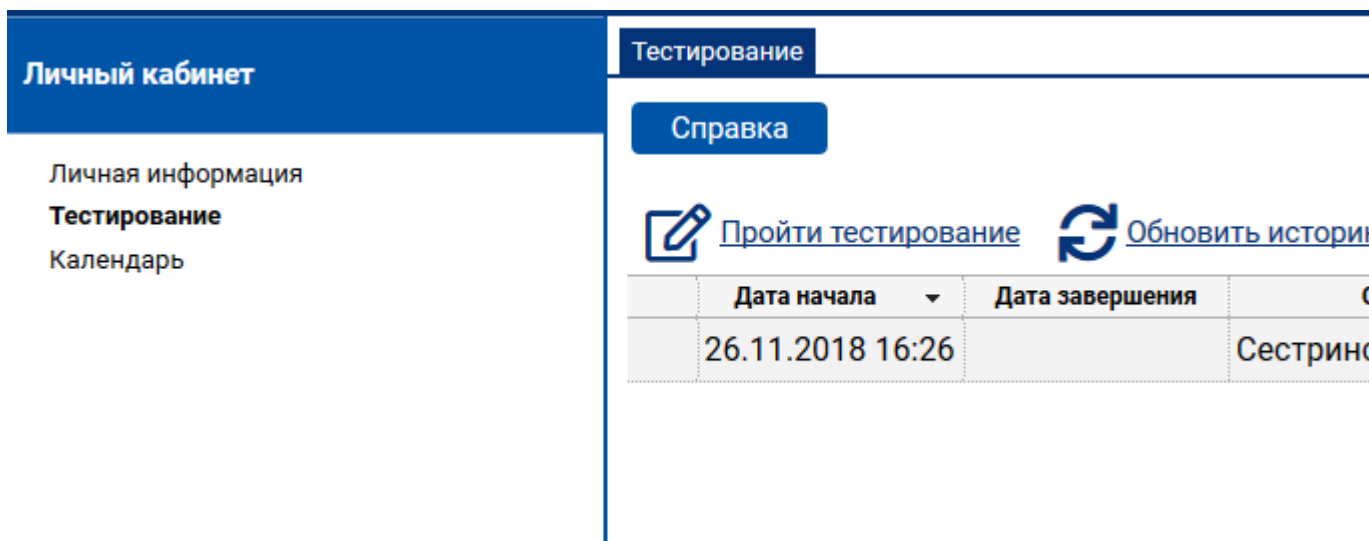 Личный кабинет
Личная информация
Тестирование
Календарь
Тестирование
Справка
Пройти тестирование Обновить
Дата начала Дата завершения
26.11.2018 16:26